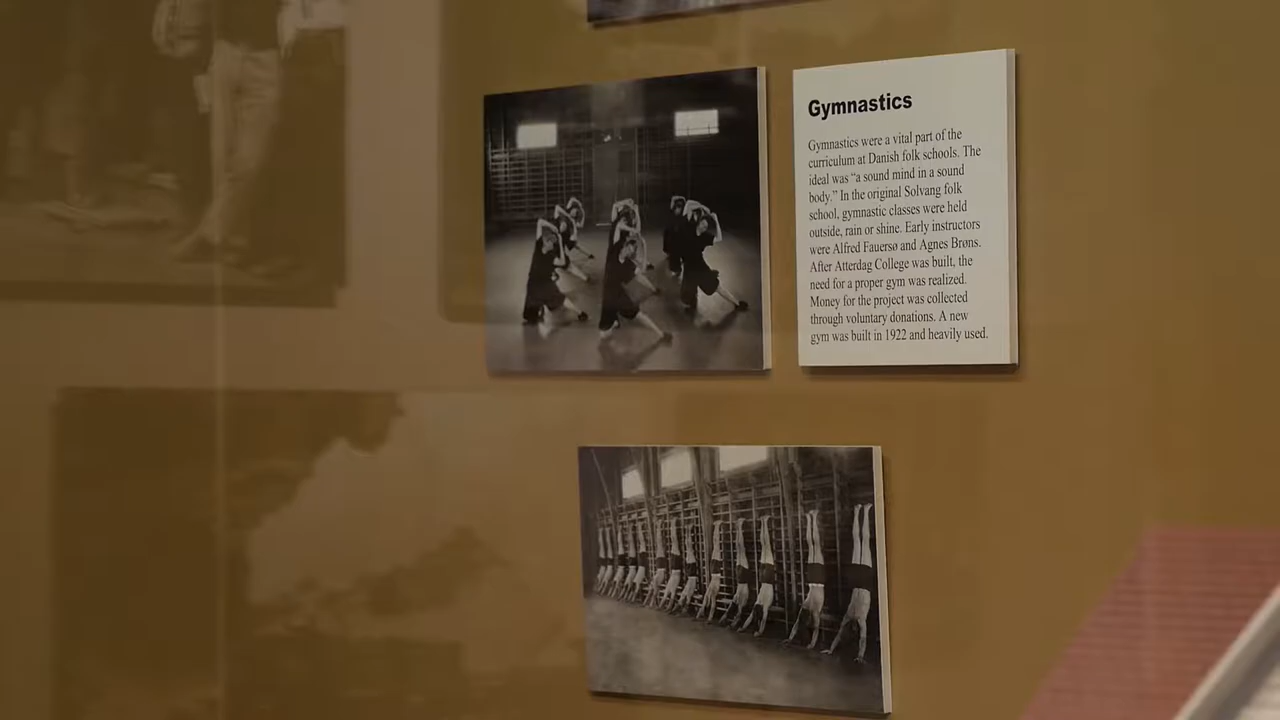 Gymnastics
Gymnastics were a vital part of the
curriculum at Danish folk schools. The
ideal was “a sound mind in a sound
body.” In the original Solvang folk
school, gymnastic classes were held
outside, rain or shine. Early instructors
were Alfred Fauersø and Agnes Brøns.
After Atterdag College was built, the
need for a proper gym was realized.
Money for the project was collected
through voluntary donations. A new
gym was built in 1922 and heavily used.